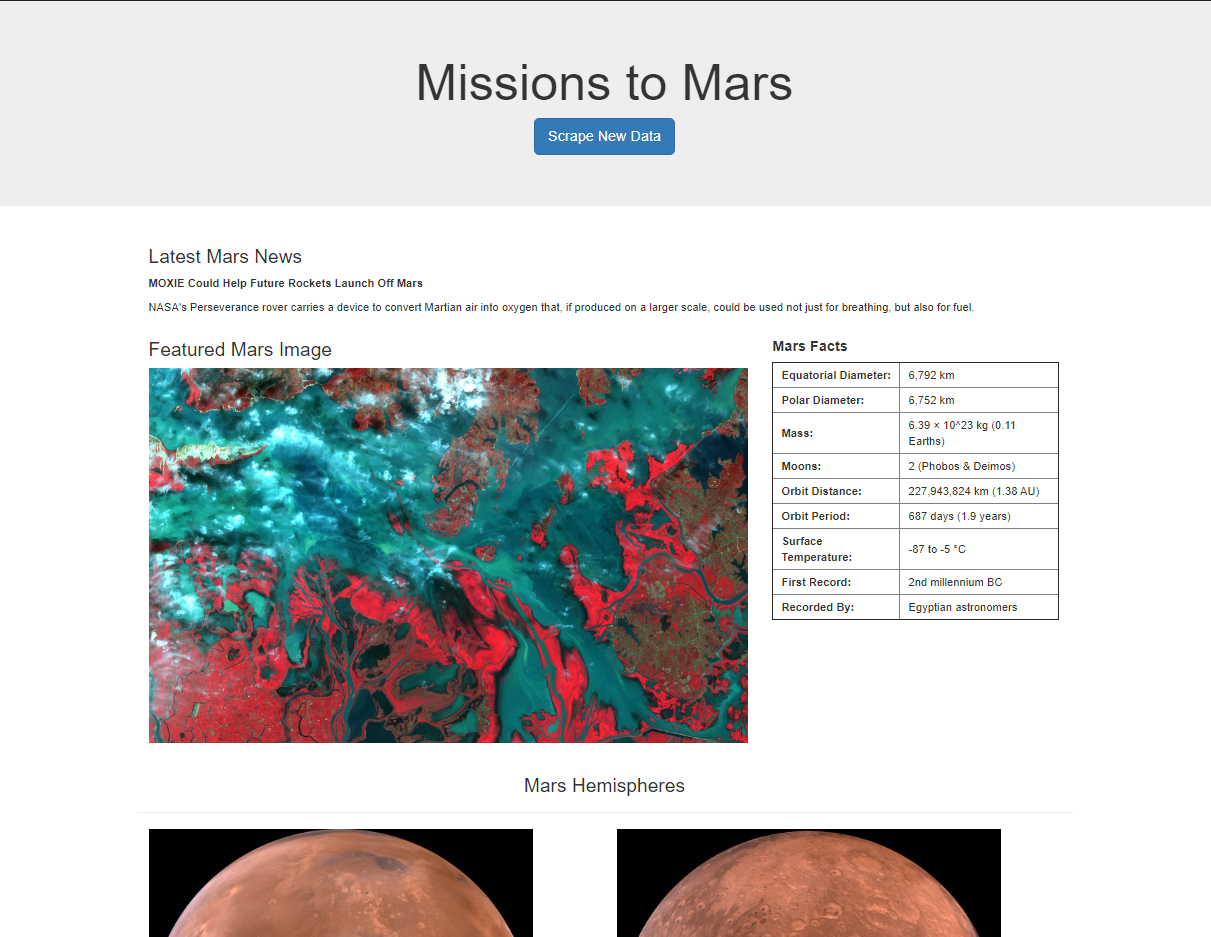 Missions to Mars
Scrape New Data
Latest Mars News
MOXIE Could Help Future Rockets Launch Off Mars
NASA's Perseverance rover carries a device to convert Martian air into oxygen that, if produced on a larger scale, could be used not just for breathing, but also for fuel.
Featured Mars Image
Mars Facts
Equatorial Diameter: 6,792 km
Polar Diameter: 6,752 km
Mass: 6.39 × 10^23 kg (0.11
Earths)
Moons: 2 (Phobos & Deimos)
Orbit Distance: 227,943,824 km (1.38 AU)
Orbit Period: 687 days (1.9 years)
Surface
Temperature: -87 to -5 °C
First Record: 2nd millennium BC
Recorded By: Egyptian astronomers
Mars Hemispheres